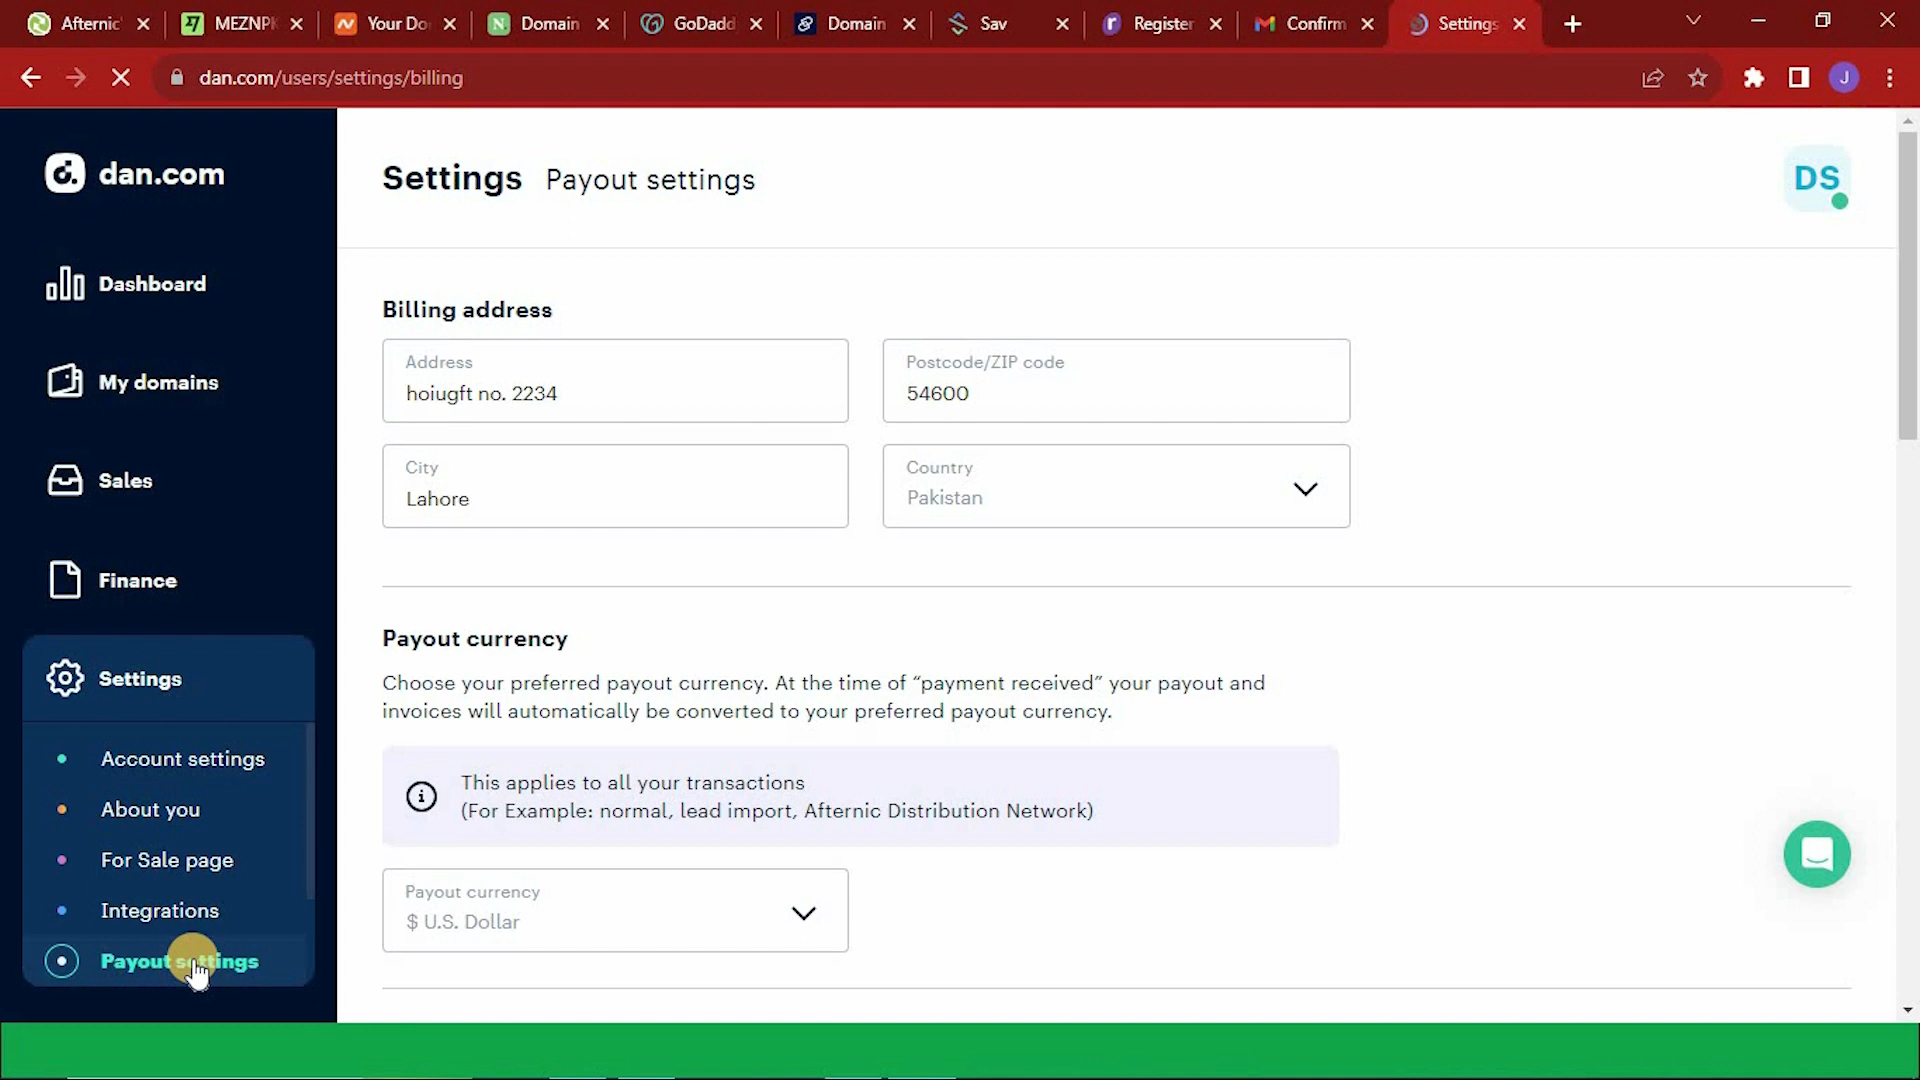 Afternic
MEZNPK
Your Do
Domain
GoDadd
Domain
Sav
Register
Confirm
Settings
dan.com/users/settings/billing
J
dan.com
Settings Payout settings
DS
Dashboard
My domains
Sales
Finance
Settings
Account settings
About you
For Sale page
Integrations
Payout settings
Billing address
Address
hoiugft no. 2234
Postcode/ZIP code
54600
City
Lahore
Country
Pakistan
Payout currency
Choose your preferred payout currency. At the time of “payment received” your payout and
invoices will automatically be converted to your preferred payout currency.
This applies to all your transactions
(For Example: normal, lead import, Afternic Distribution Network)
Payout currency
$ U.S. Dollar